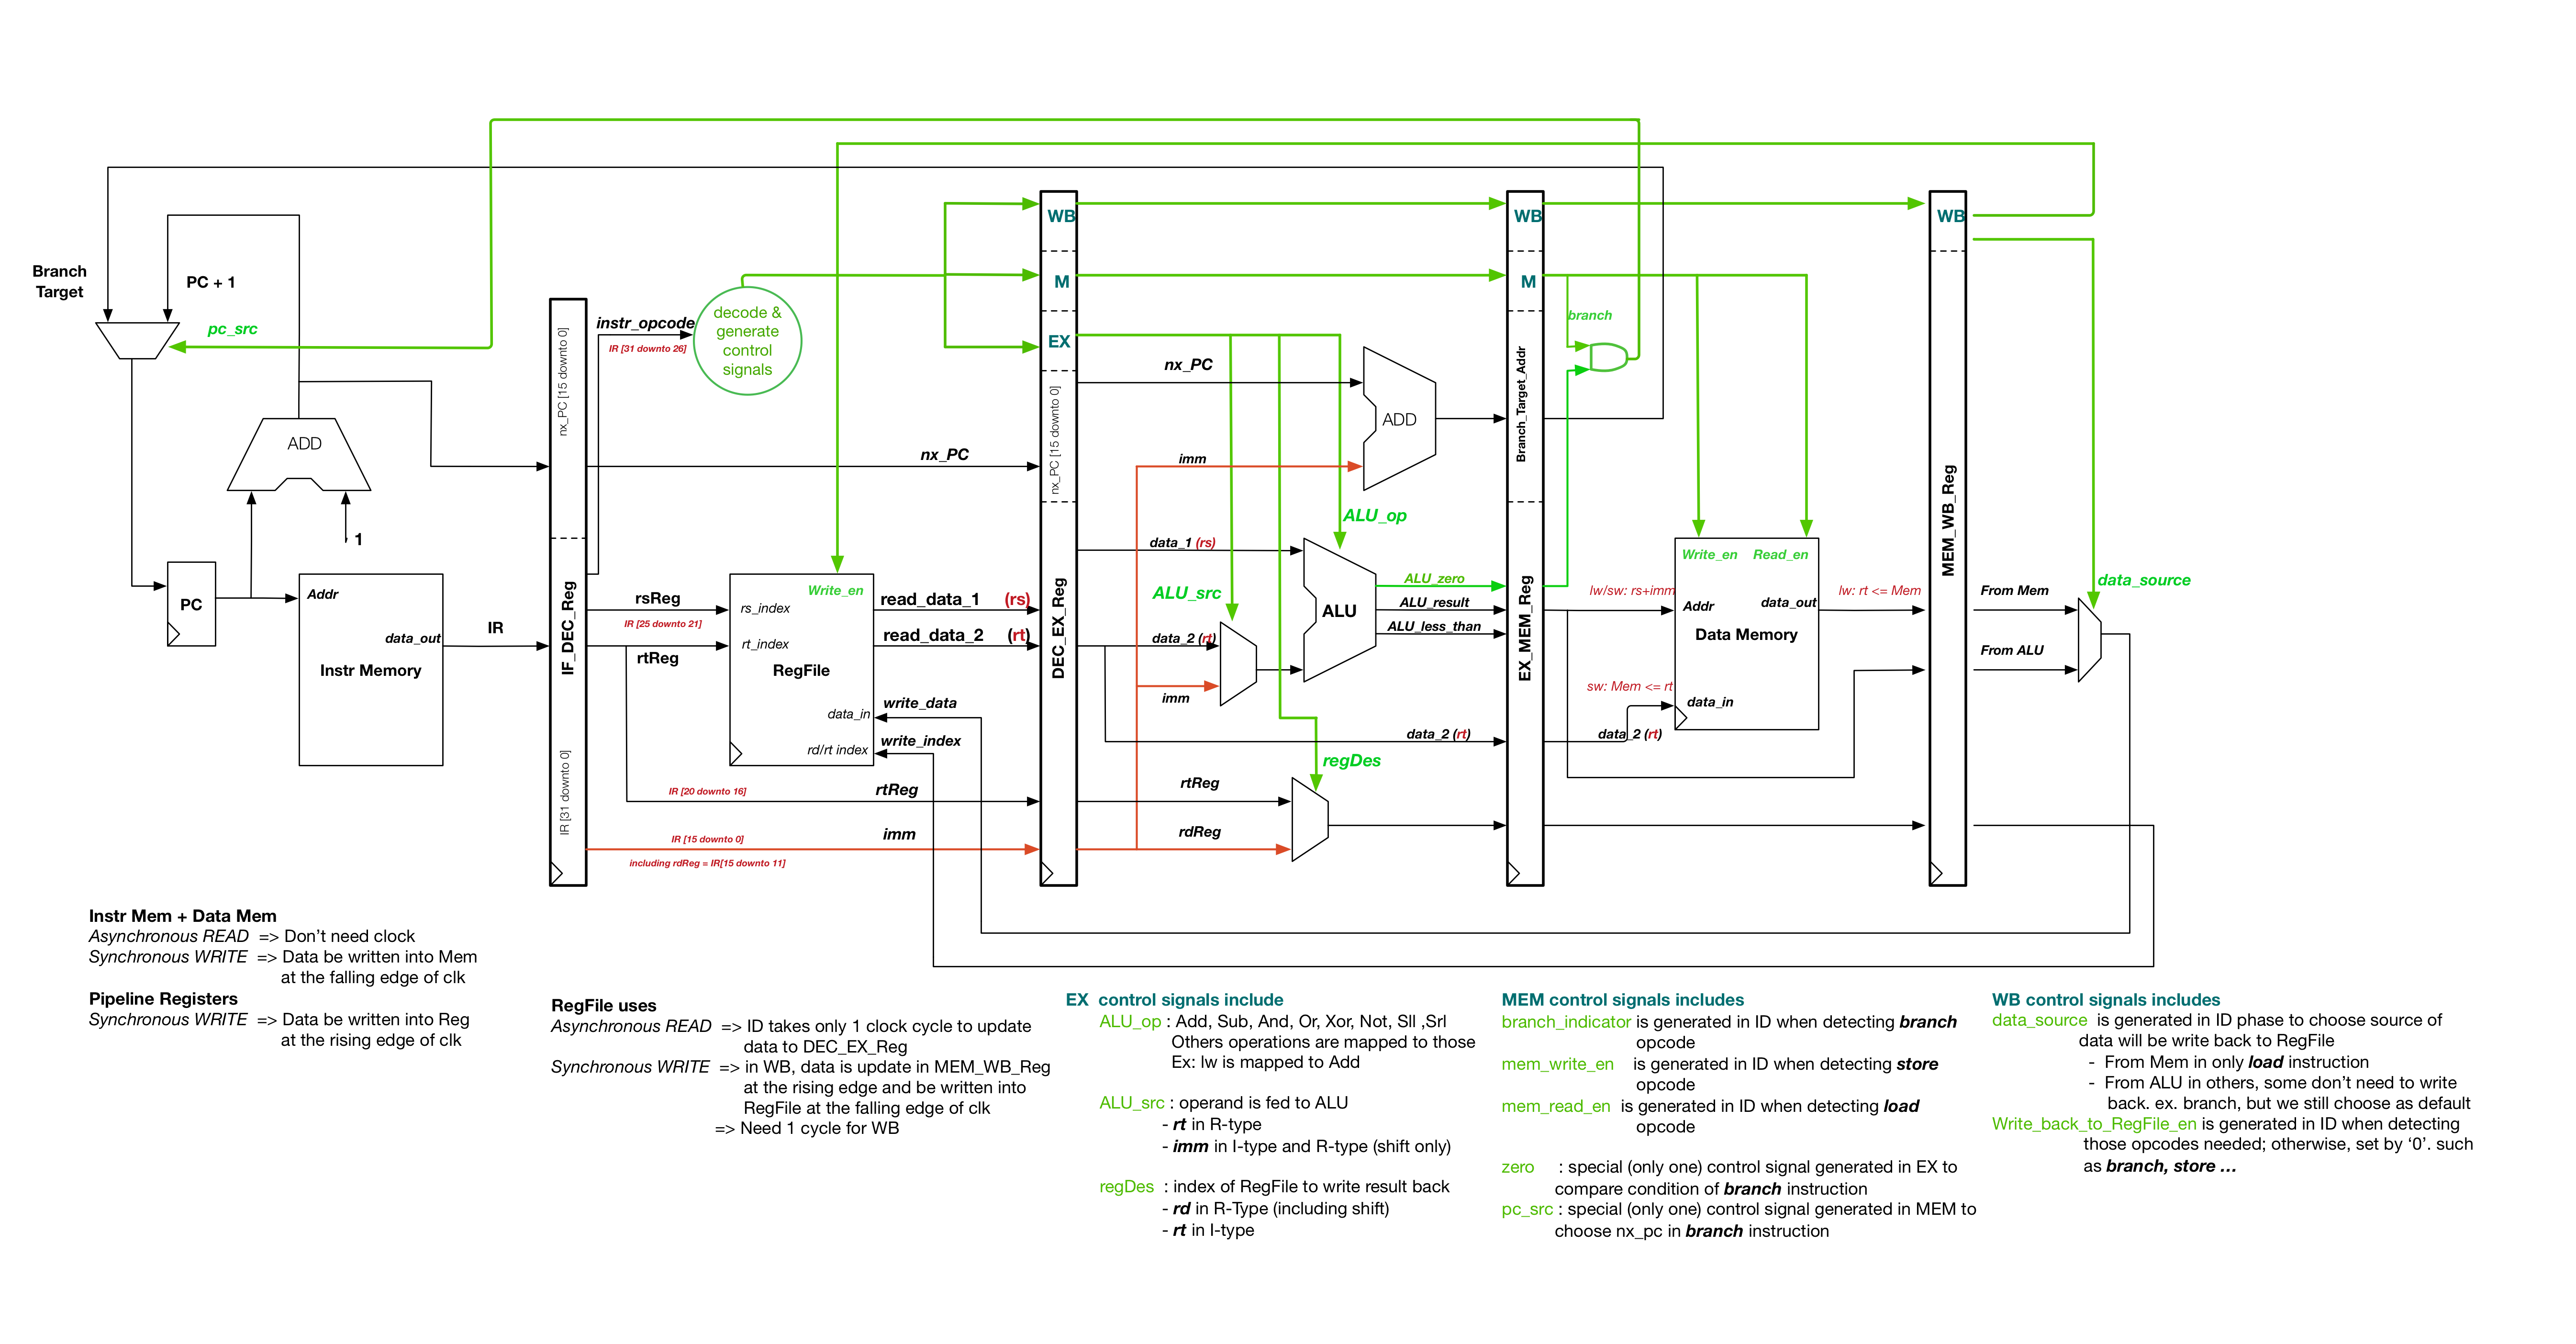 Branch
Target
PC + 1
pc_src
ADD
1
PC
Addr
data_out
Instr Memory
IR
nx_PC [15 downto 0]
IF_DEC_Reg
IR [31 downto 0]
instr_opcode
IR [31 downto 26]
decode &
generate
control
signals
nx_PC
rsReg
IR [25 downto 21]
rtReg
Write_en
rs_index
rt_index
RegFile
data_in
rd/rt index
read_data_1 (rs)
read_data_2 (rt)
write_data
write_index
IR [20 downto 16]
rtReg
IR [15 downto 0]
imm
including rdReg = IR[15 downto 11]
WB
M
EX
nx_PC [15 downto 0]
DEC_EX_Reg
nx_PC
ADD
imm
ALU_op
data_1 (rs)
ALU_src
ALU
data_2 (rt)
imm
ALU_zero
ALU_result
ALU_less_than
data_2 (rt)
regDes
rtReg
rdReg
WB
M
Branch_Target_Addr
EX_MEM_Reg
branch
lw/sw: rs+imm
sw: Mem <= rt
data_2 (rt)
Write_en
Read_en
Addr
data_out
Data Memory
data_in
lw: rt <= Mem
WB
MEM_WB_Reg
From Mem
From ALU
data_source
Instr Mem + Data Mem
Asynchronous READ => Don't need clock
Synchronous WRITE => Data be written into Mem
at the falling edge of clk
Pipeline Registers
Synchronous WRITE => Data be written into Reg
at the rising edge of clk
RegFile uses
Asynchronous READ => ID takes only 1 clock cycle to update
data to DEC_EX_Reg
Synchronous WRITE => in WB, data is update in MEM_WB_Reg
at the rising edge and be written into
RegFile at the falling edge of clk
=> Need 1 cycle for WB
EX control signals include
ALU_op : Add, Sub, And, Or, Xor, Not, Sll ,Srl
Others operations are mapped to those
Ex: lw is mapped to Add
ALU_src : operand is fed to ALU
- rt in R-type
- imm in I-type and R-type (shift only)
regDes : index of RegFile to write result back
- rd in R-Type (including shift)
- rt in I-type
MEM control signals includes
branch_indicator is generated in ID when detecting branch
opcode
mem_write_en is generated in ID when detecting store
opcode
mem_read_en is generated in ID when detecting load
opcode
zero : special (only one) control signal generated in EX to
compare condition of branch instruction
pc_src : special (only one) control signal generated in MEM to
choose nx_pc in branch instruction
WB control signals includes
data_source is generated in ID phase to choose source of
data will be write back to RegFile
- From Mem in only load instruction
- From ALU in others, some don't need to write
back. ex. branch, but we still choose as default
Write_back_to_RegFile_en is generated in ID when detecting
those opcodes needed; otherwise, set by '0'. such
as branch, store ...